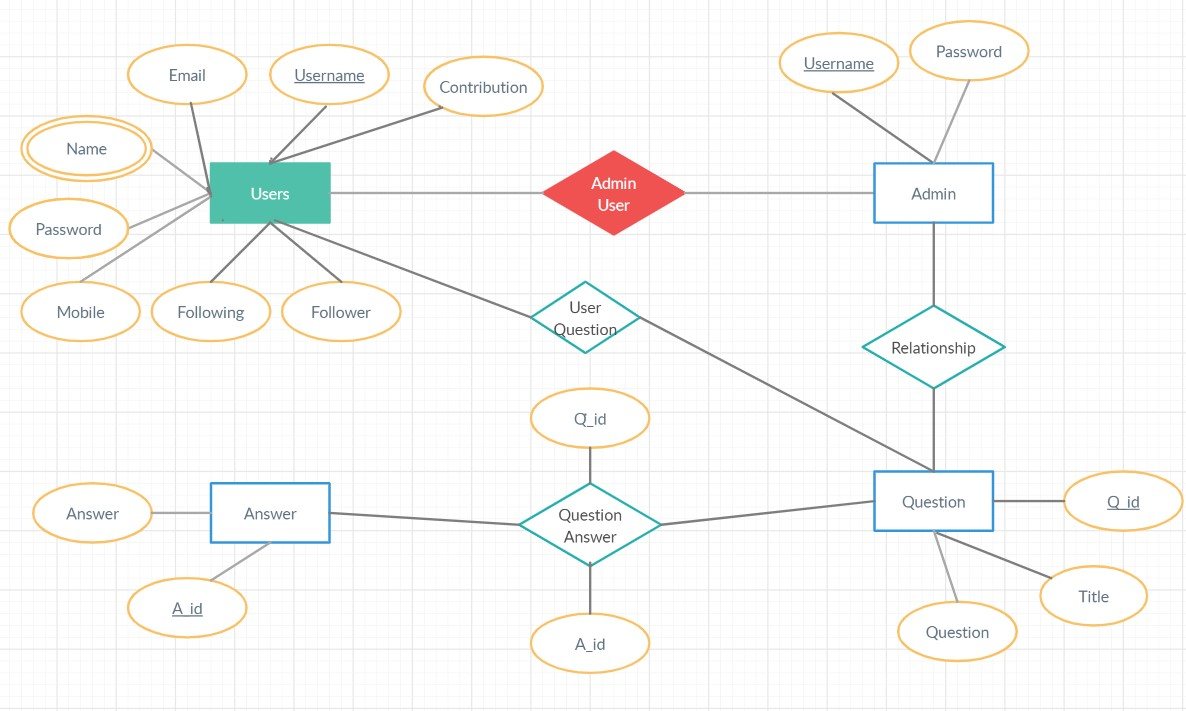 Email
Username
Contribution
Username
Password
Name
Users
Admin
User
Admin
Password
Mobile
Following
Follower
User
Question
Relationship
Q_id
Answer
Answer
Question
Answer
Question
Q_id
A_id
Title
Question
A_id